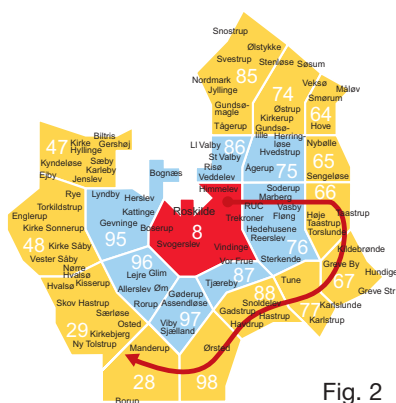 Snostrup
Ølstykke
Svestrup
Stenløse
Søsum
85
Nordmark
Jyllinge
Veksø
Måløv
74
Smørum
Gundsø-
magle
Østrup
64
Kirkerup
Tågerup
Gundsø-
lille
Hove
47
Biltris
Kirke
Gershøj
Hyllinge
Ll Valby
86
Herring-
løse
Hvedstrup
Nybølle
Kyndeløse
Sæby
Karleby
St Valby
65
Ejby
Jenslev
Bognæs
Risø
Ågerup
75
Sengeløse
Veddelev
Rye
Lyndby
Himmelev
Soderup
66
Torkildstrup
Herslev
Marberg
Roskilde
RUC
Vasby
Englerup
Kattinge
Trekroner
Fløng
Høje
Taastrup
Taastrup
Kirke Sonnerup
Gevninge
95
Boserup
8
Hedehusene
Torslunde
48
Kirke Såby
Svogerslev
Reerslev
Vindinge
76
Hildebrønde
Vester Såby
96
Vor Frue
Sterkende
Greve By
Nørre
Hvalsø
Lejre
Glim
87
67
Hundige
Hvalsø
Kisserup
Allerslev
Øm
Tjæreby
Tune
Greve Str
Skov Hastrup
Rorup
Gøderup
88
Karlslunde
Særløse
Assendløse
Snoldelev
77
29
Osted
97
Gadstrup
Kirkebjerg
Viby
Sjælland
Havdrup
Hastrup
Karlstrup
Ny Tolstrup
Manderup
Ørsted
28
98
Borup
Fig. 2